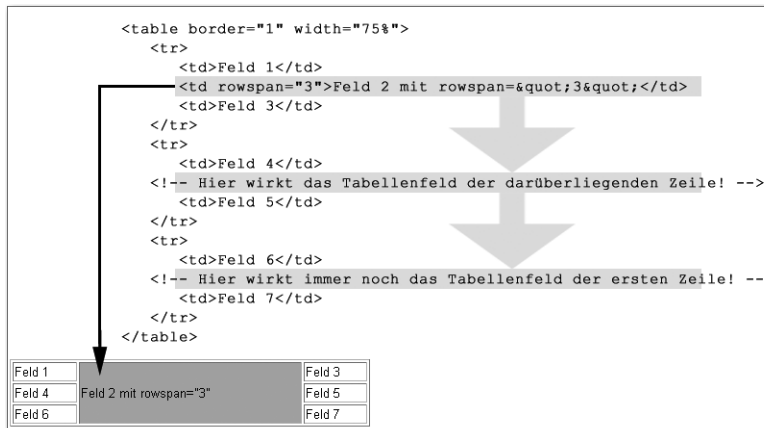 <table border="1" width="75%">
<tr>
<td>Feld 1</td>
<td rowspan="3">Feld 2 mit rowspan=&quot;3&quot;</td>
<td>Feld 3</td>
</tr>
<tr>
<td>Feld 4</td>
<!-- Hier wirkt das Tabellenfeld der darüberliegenden Zeile! -->
<td>Feld 5</td>
</tr>
<tr>
<td>Feld 6</td>
<!-- Hier wirkt immer noch das Tabellenfeld der ersten Zeile! --
<td>Feld 7</td>
</tr>
</table>
Feld 1 Feld 3
Feld 4 Feld 2 mit rowspan="3" Feld 5
Feld 6 Feld 7